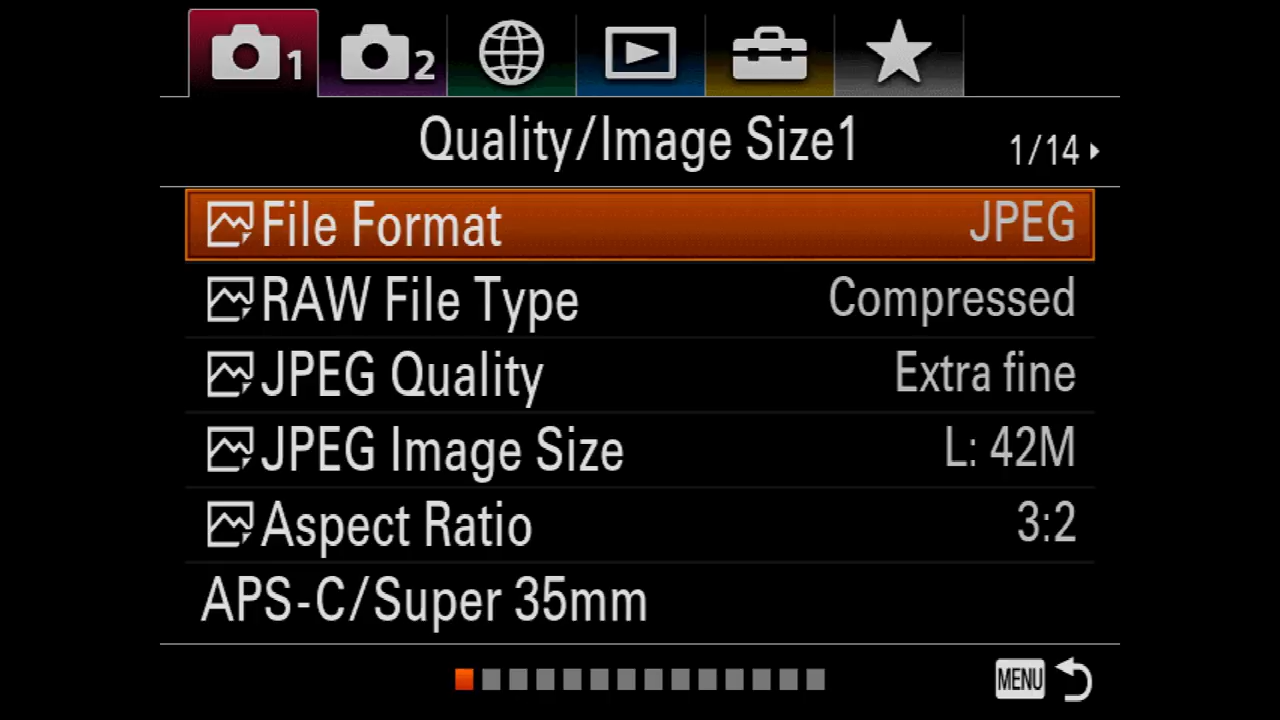 1 2
Quality/Image Size1 1/14
File Format JPEG
RAW File Type Compressed
JPEG Quality Extra fine
JPEG Image Size L: 42M
Aspect Ratio 3:2
APS-C/Super 35mm
MENU